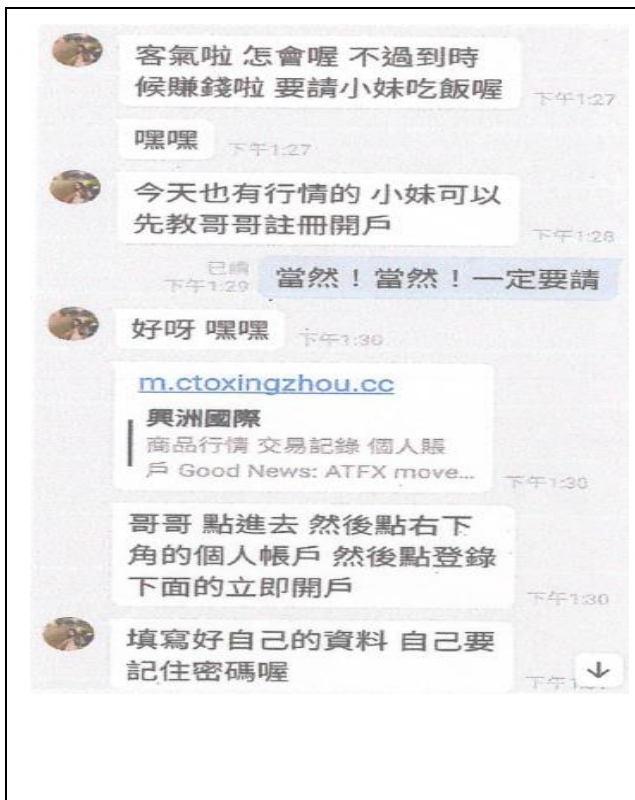 客氣啦 怎會喔 不過到時
候賺錢啦 要請小妹吃飯喔
下午1:27
嘿嘿
下午1:27
今天也有行情的 小妹可以
先教哥哥註冊開戶
下午1:28
已讀
下午1:29
當然！當然！一定要請
好呀 嘿嘿
下午1:30
m.ctoxingzhou.cc
興洲國際
商品行情 交易記錄 個人賬
戶 Good News: ATFX move...
下午1:30
哥哥 點進去 然後點右下
角的個人帳戶 然後點登錄
下面的立即開戶
下午1:30
填寫好自己的資料 自己要
記住密碼喔